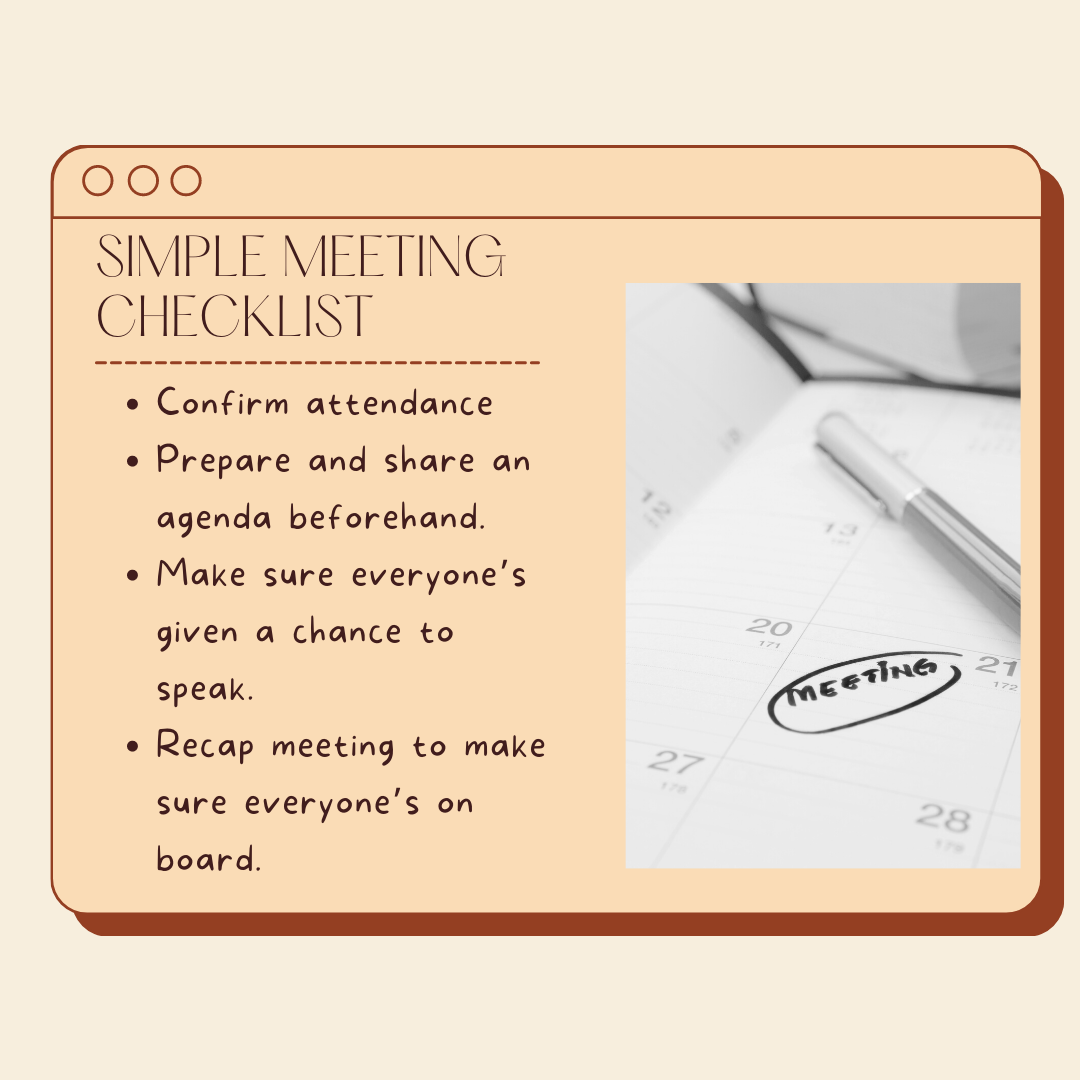 SIMPLE MEETING
CHECKLIST
• Confirm attendance
• Prepare and share an
agenda beforehand.
• Make sure everyone's
given a chance to
speak.
• Recap meeting to make
sure everyone's on
board.
12
13
20
171
MEETING
21
172
27
178
28
179